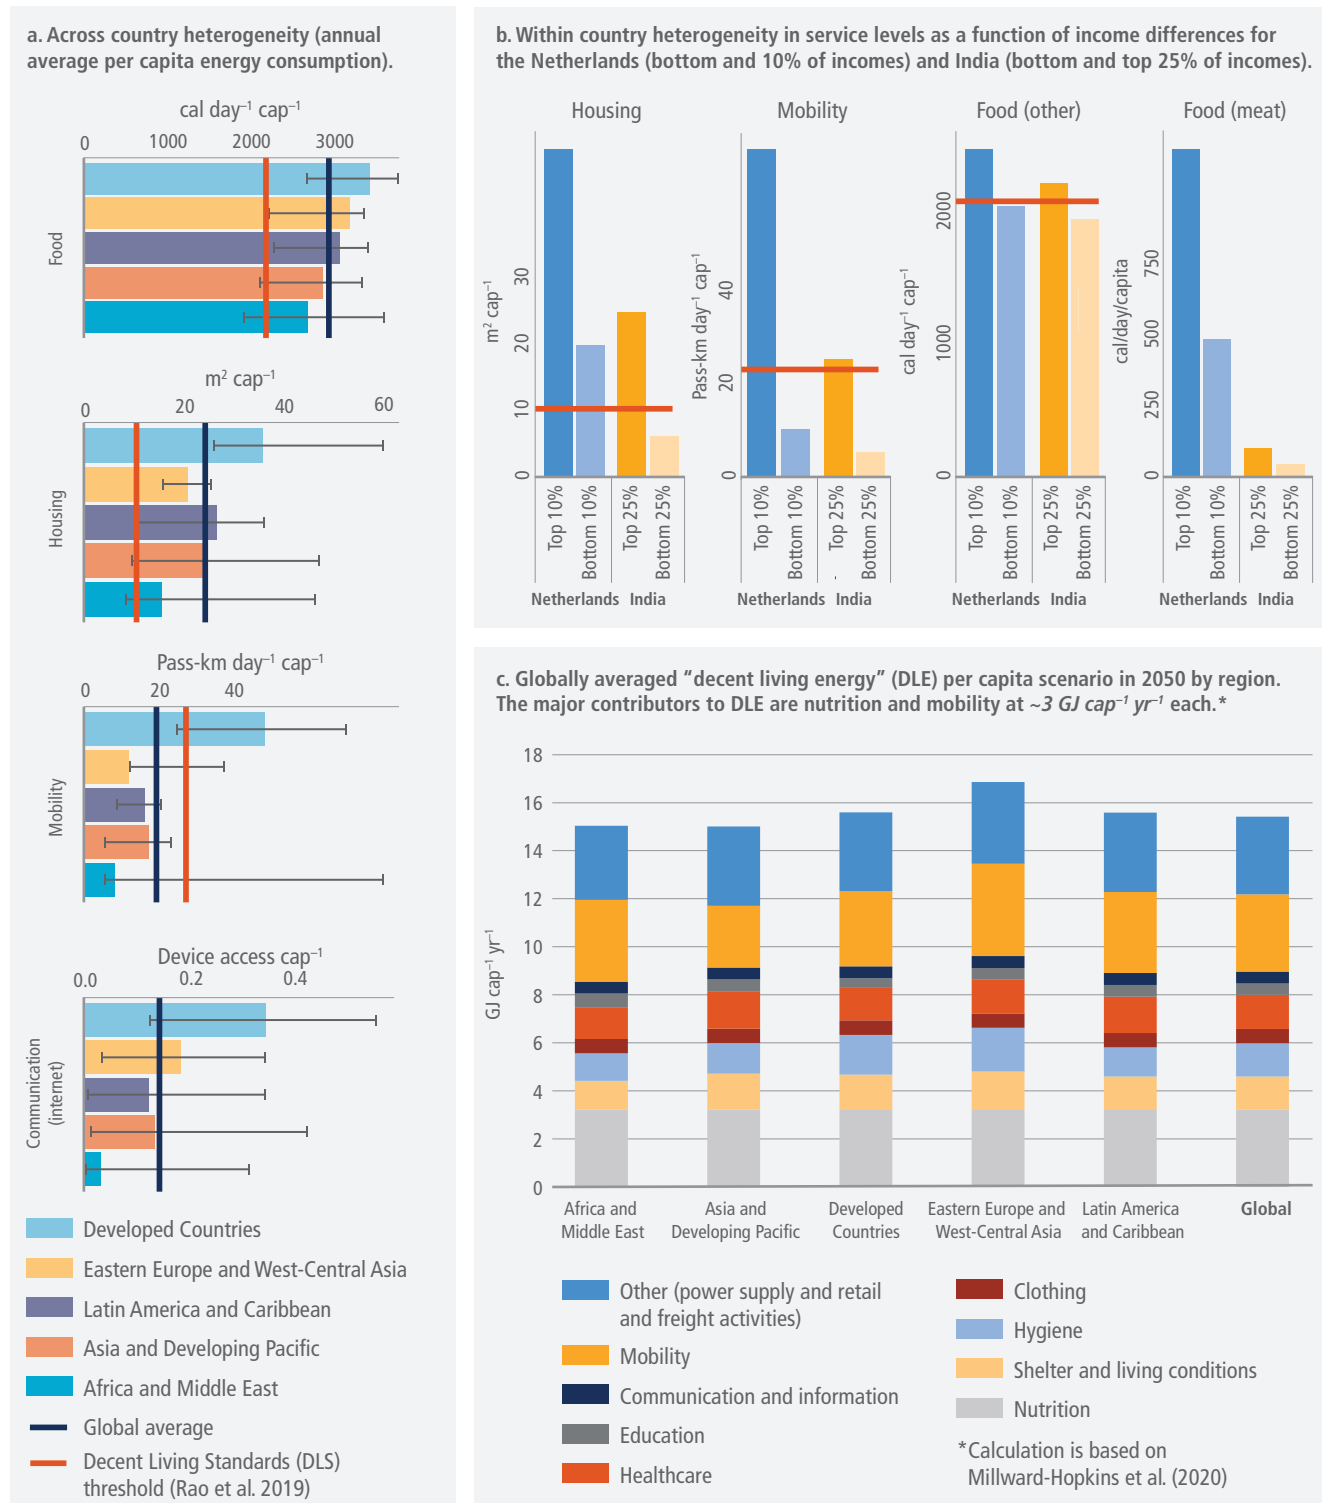 a. Across country heterogeneity (annual
average per capita energy consumption).
cal day⁻¹ cap⁻¹
0 1000 2000 3000
Food
m² cap⁻¹
0 20 40 60
Housing
Pass-km day⁻¹ cap⁻¹
0 20 40
Mobility
Device access cap⁻¹
0.0 0.2 0.4
Communication
(internet)
Developed Countries
Eastern Europe and West-Central Asia
Latin America and Caribbean
Asia and Developing Pacific
Africa and Middle East
Global average
Decent Living Standards (DLS)
threshold (Rao et al. 2019)
b. Within country heterogeneity in service levels as a function of income differences for
the Netherlands (bottom and 10% of incomes) and India (bottom and top 25% of incomes).
Housing
m² cap⁻¹
30
20
10
0
Top 10%
Bottom 10%
Top 25%
Bottom 25%
Netherlands India
Mobility
Pass-km day⁻¹ cap⁻¹
40
20
0
Top 10%
Bottom 10%
Top 25%
Bottom 25%
Netherlands India
Food (other)
cal day⁻¹ cap⁻¹
2000
1000
0
Top 10%
Bottom 10%
Top 25%
Bottom 25%
Netherlands India
Food (meat)
cal/day/capita
750
500
250
0
Top 10%
Bottom 10%
Top 25%
Bottom 25%
Netherlands India
c. Globally averaged “decent living energy” (DLE) per capita scenario in 2050 by region.
The major contributors to DLE are nutrition and mobility at ~3 GJ cap⁻¹ yr⁻¹ each.*
GJ cap⁻¹ yr⁻¹
18
16
14
12
10
8
6
4
2
0
Africa and
Middle East
Asia and
Developing Pacific
Developed
Countries
Eastern Europe and
West-Central Asia
Latin America
and Caribbean
Global
Other (power supply and retail
and freight activities)
Mobility
Communication and information
Education
Healthcare
Clothing
Hygiene
Shelter and living conditions
Nutrition
*Calculation is based on
Millward-Hopkins et al. (2020)